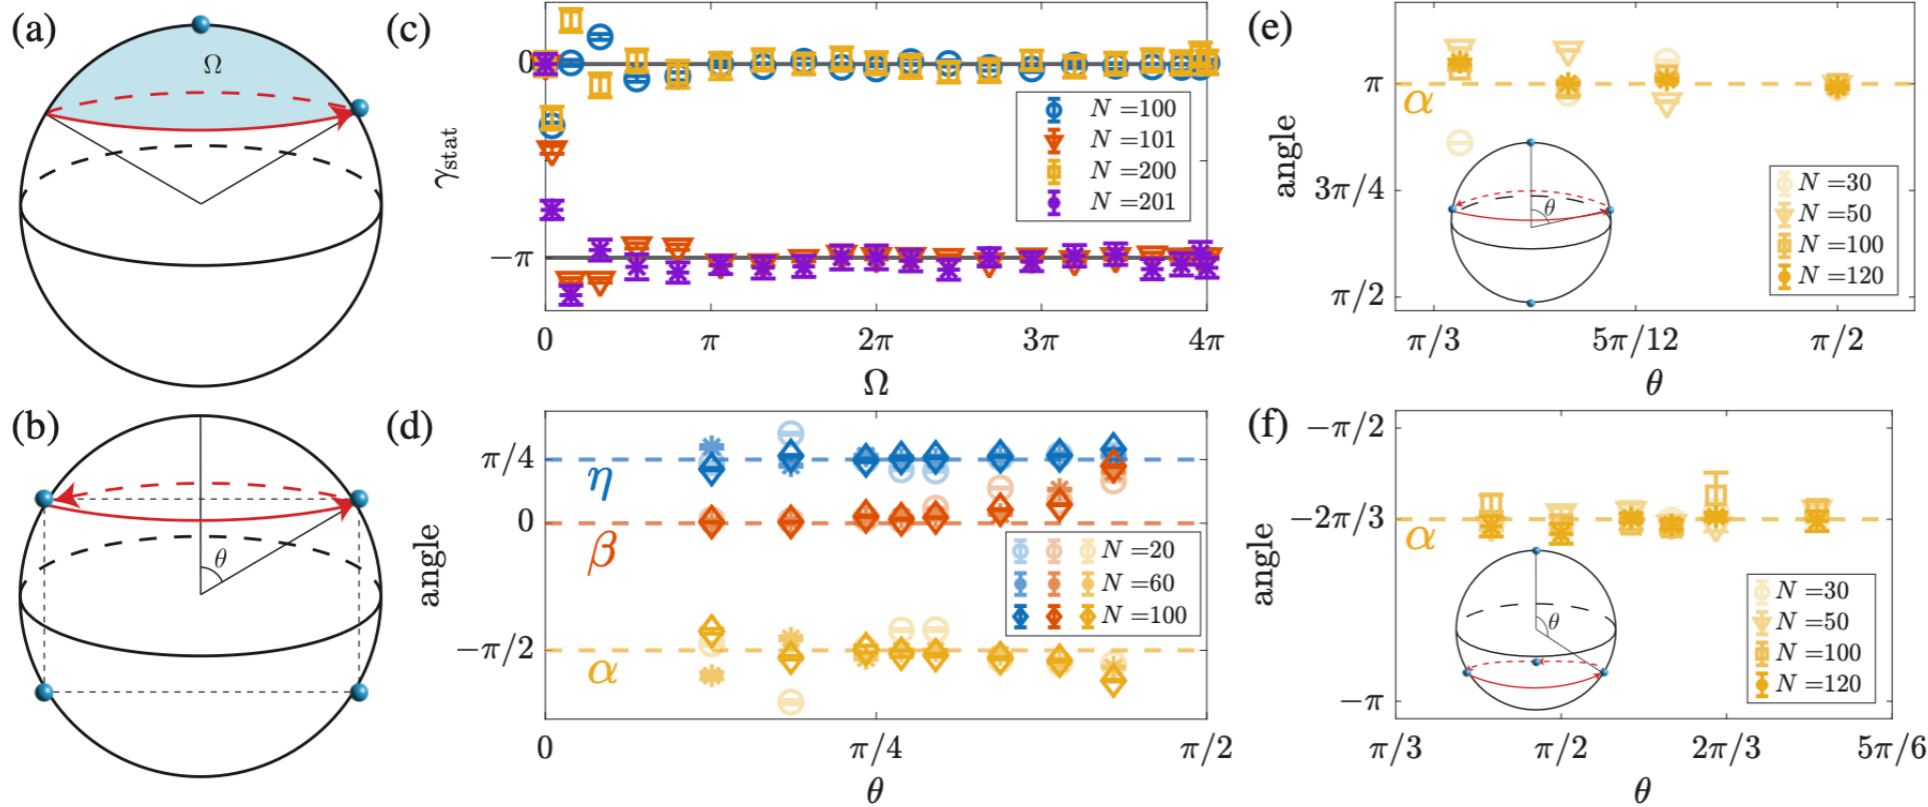 (a)
Ω
(b)
θ
(c)
γstat
0
−π
N =100
N =101
N =200
N =201
0
π
2π
3π
4π
Ω
(d)
angle
π/4
0
−π/2
η
β
α
N =20
N =60
N =100
0
π/4
π/2
θ
(e)
angle
π
3π/4
π/2
α
θ
N =30
N =50
N =100
N =120
π/3
5π/12
π/2
θ
(f)
angle
−π/2
−2π/3
−π
α
θ
N =30
N =50
N =100
N =120
π/3
π/2
2π/3
5π/6
θ